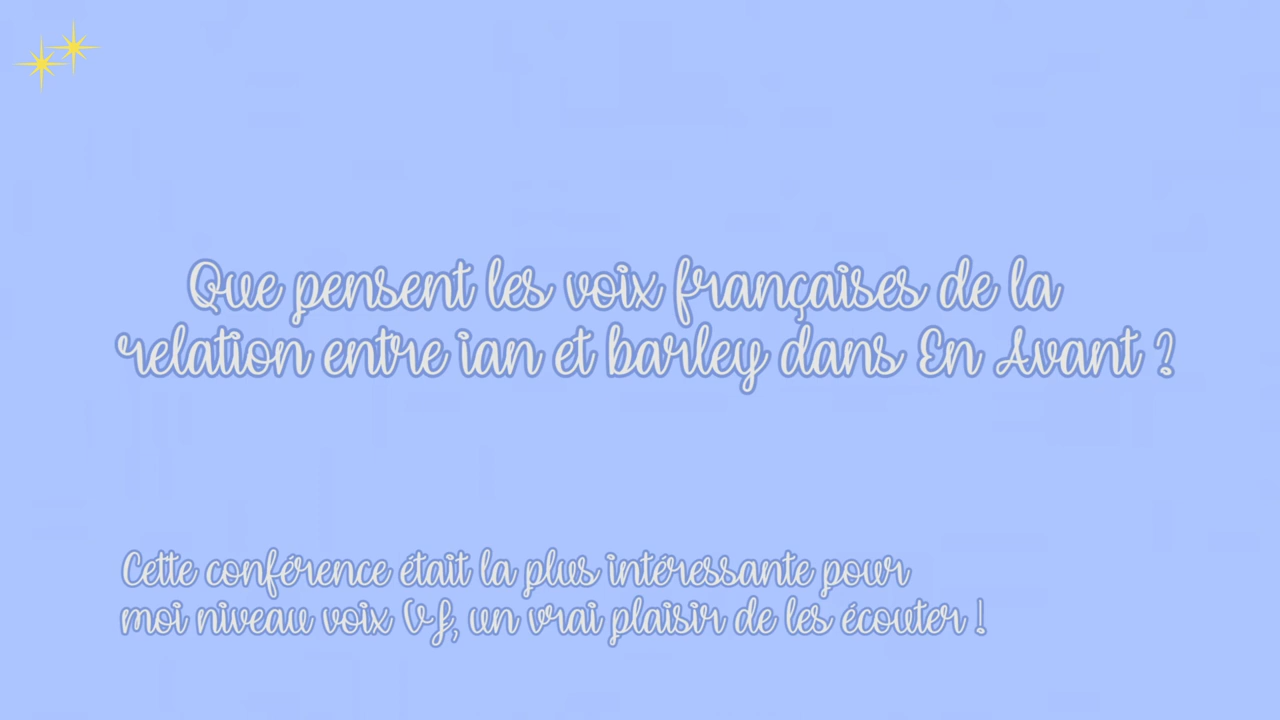 Que pensent les voix françaises de la
relation entre ian et barley dans En Avant ?
Cette conférence était la plus intéressante pour
moi niveau voix VF, un vrai plaisir de les écouter !